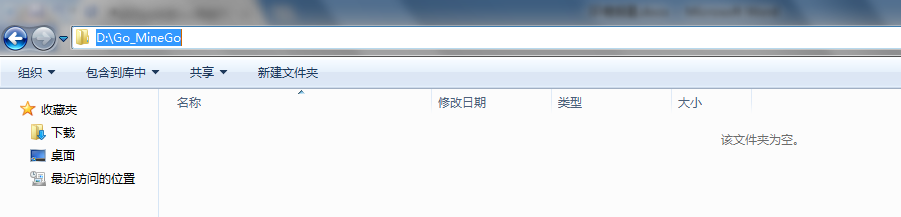 D:\Go_MineGo
组织 包含到库中 共享 新建文件夹
收藏夹
下载
桌面
最近访问的位置
名称 修改日期 类型 大小
该文件夹为空。